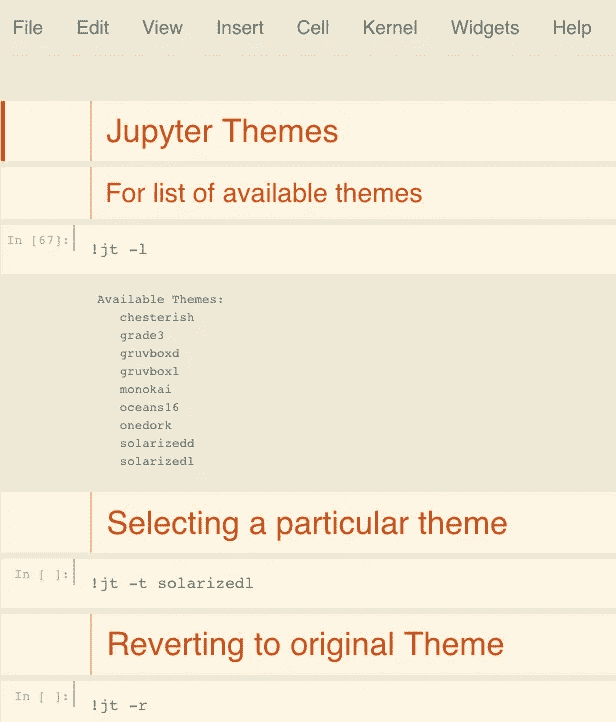 File Edit View Insert Cell Kernel Widgets Help
Jupyter Themes
For list of available themes
In [67]: !jt -l
Available Themes:
chesterish
grade3
gruvboxd
gruvboxl
monokai
oceans16
onedork
solarizedd
solarizedl
Selecting a particular theme
In [ ]: !jt -t solarizedl
Reverting to original Theme
In [ ]: !jt -r